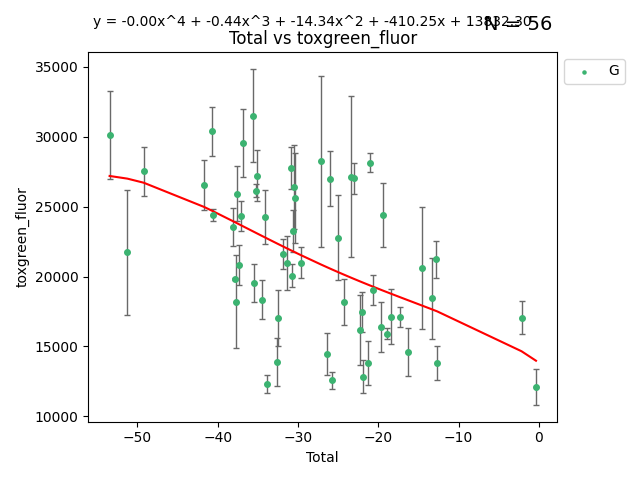 y = -0.00x^4 + -0.44x^3 + -14.34x^2 + -410.25x + 13832.30
N = 56
Total vs toxgreen_fluor
G
35000
30000
25000
20000
15000
10000
toxgreen_fluor
−50
−40
−30
−20
−10
0
Total